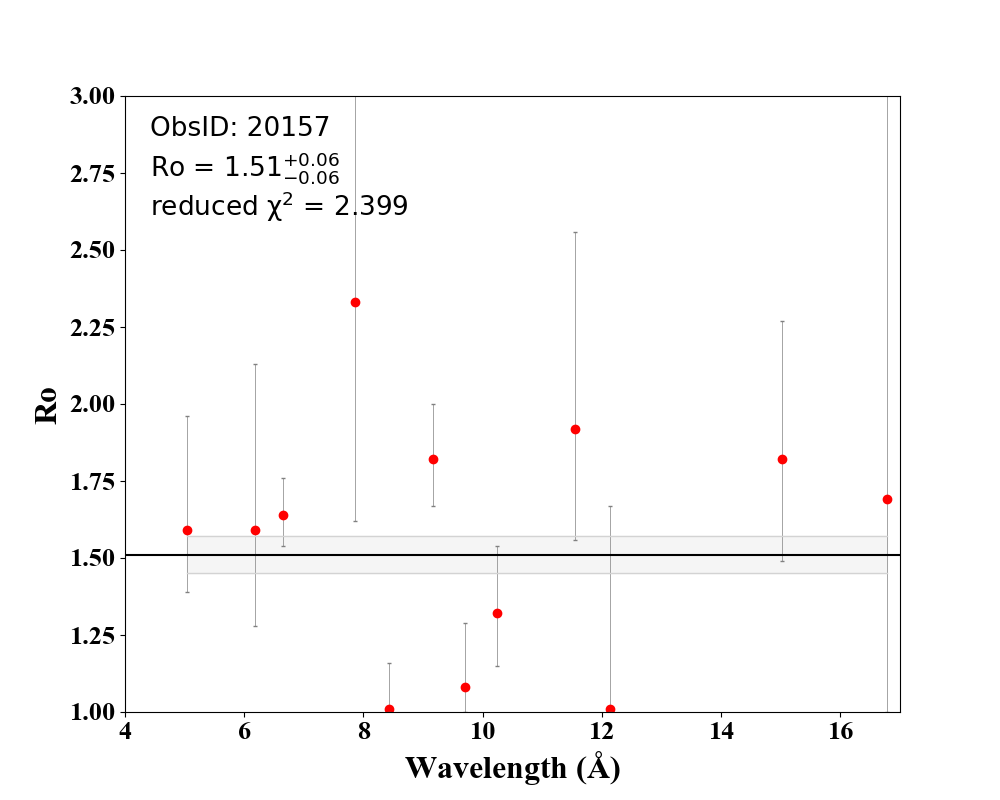 ObsID: 20157
Ro = 1.51 +0.06 −0.06
reduced χ² = 2.399
3.00
2.75
2.50
2.25
2.00
1.75
1.50
1.25
1.00
Ro
4 6 8 10 12 14 16
Wavelength (Å)